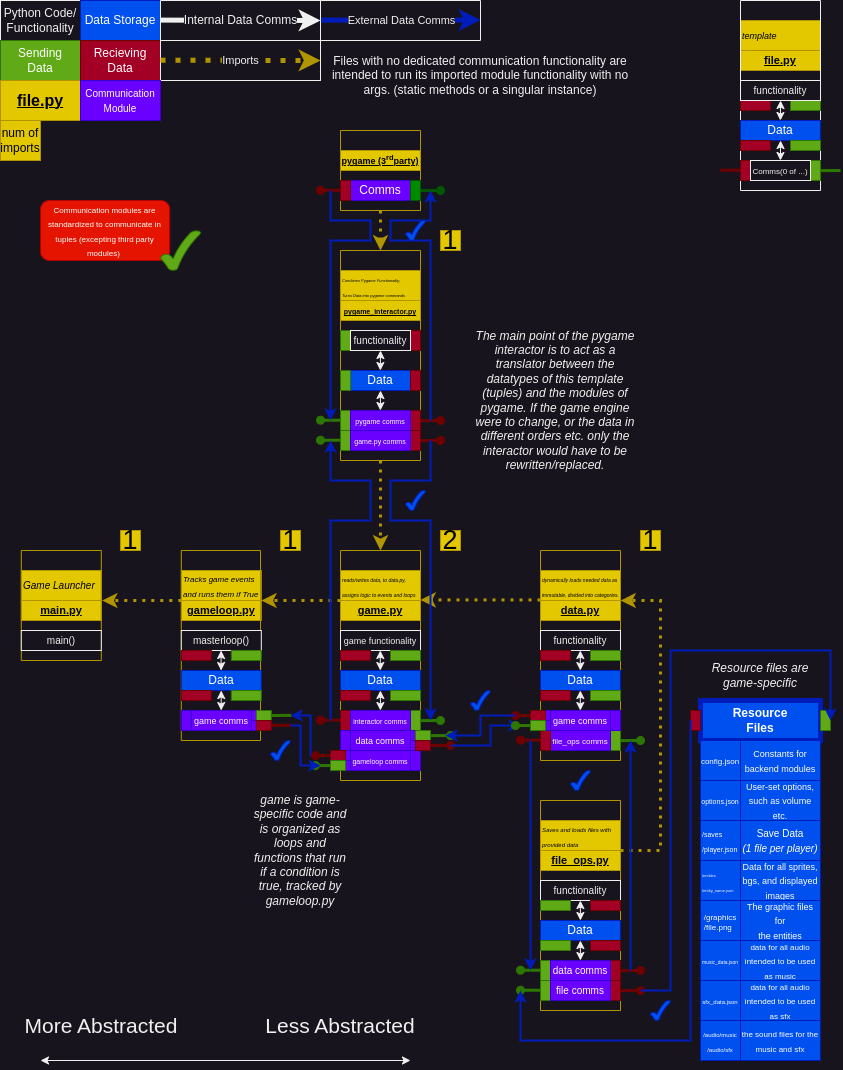 Python Code/
Functionality
Data Storage
Internal Data Comms
External Data Comms
Sending
Data
Recieving
Data
Imports
file.py
Communication
Module
num of
imports
Files with no dedicated communication functionality are
intended to run its imported module functionality with no
args. (static methods or a singular instance)
template
file.py
functionality
Data
Comms(0 of ...)
Communication modules are
standardized to communicate in
tuples (excepting third party
modules)
pygame (3rd party)
Comms
1
Condenses Pygame Functionality.
Turns Data into pygame commands.
pygame_interactor.py
functionality
Data
pygame comms
game.py comms
The main point of the pygame
interactor is to act as a
translator between the
datatypes of this template
(tuples) and the modules of
pygame. If the game engine
were to change, or the data in
different orders etc. only the
interactor would have to be
rewritten/replaced.
1
Game Launcher
main.py
main()
1
Tracks game events
and runs them if True
gameloop.py
masterloop()
Data
game comms
2
reads/writes data, to data.py,
assigns logic to events and loops.
game.py
game functionality
Data
interactor comms
data comms
gameloop comms
1
dynamically loads needed data as
immutable, divided into categories.
data.py
functionality
Data
game comms
file_ops comms
game is game-
specific code and
is organized as
loops and
functions that run
if a condition is
true, tracked by
gameloop.py
Saves and loads files with
provided data
file_ops.py
functionality
Data
data comms
file comms
Resource files are
game-specific
Resource
Files
config.json
Constants for
backend modules
options.json
User-set options,
such as volume
etc.
/saves
/player.json
Save Data
(1 file per player)
Data for all sprites,
bgs, and displayed
images
/graphics
/file.png
The graphic files
for
the entities
music_data.json
data for all audio
intended to be used
as music
sfx_data.json
data for all audio
intended to be used
as sfx
/audio/music
/audio/sfx
the sound files for the
music and sfx
More Abstracted
Less Abstracted